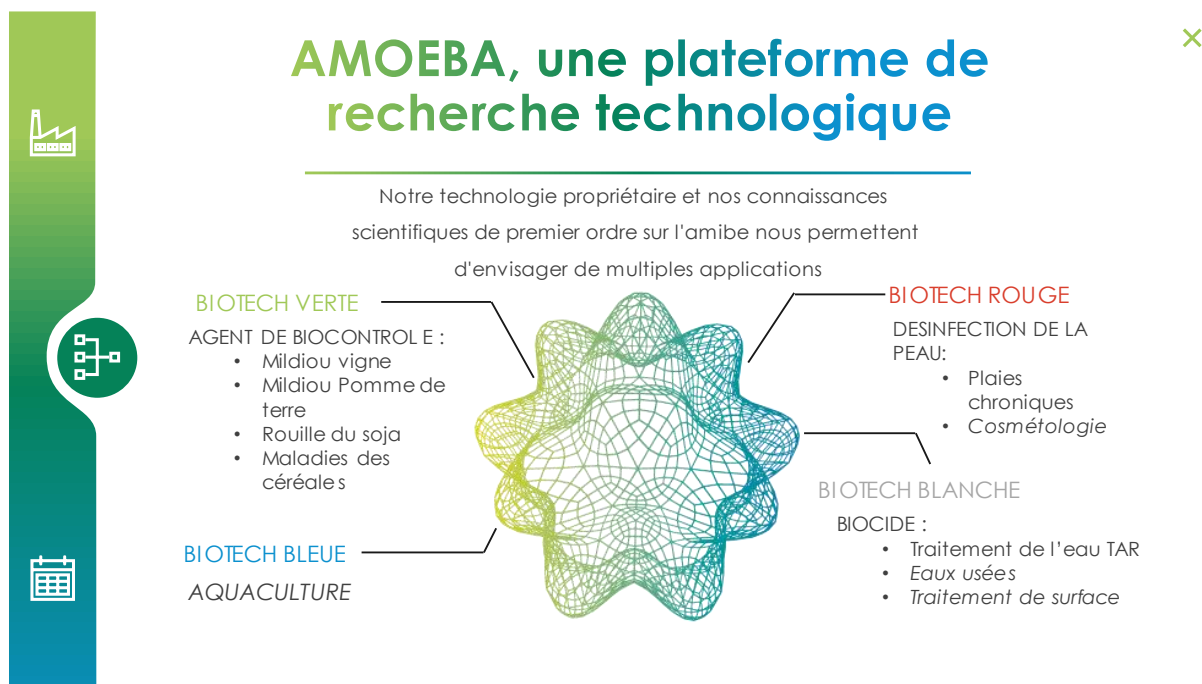 AMOEBA, une plateforme de
recherche technologique
Notre technologie propriétaire et nos connaissances
scientifiques de premier ordre sur l'amibe nous permettent
d'envisager de multiples applications
BIOTECH VERTE
AGENT DE BIOCONTROL E :
• Mildiou vigne
• Mildiou Pomme de
terre
• Rouille du soja
• Maladies des
céréales
BIOTECH BLEUE
AQUACULTURE
BIOTECH ROUGE
DESINFECTION DE LA
PEAU:
• Plaies
chroniques
• Cosmétologie
BIOTECH BLANCHE
BIOCIDE :
• Traitement de l’eau TAR
• Eaux usées
• Traitement de surface